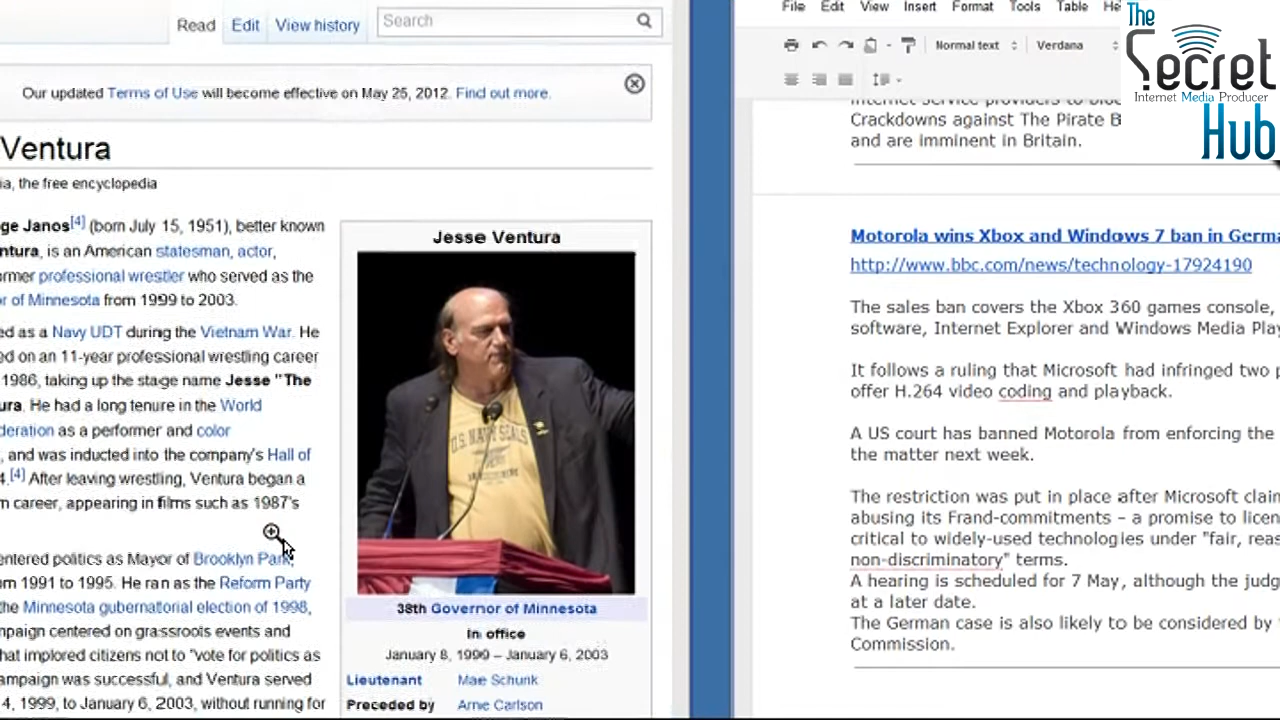 Read Edit View history Search
Our updated Terms of Use will become effective on May 25, 2012. Find out more.
Ventura
ia, the free encyclopedia
ge Janos[4] (born July 15, 1951), better known
ntura, is an American statesman, actor,
ormer professional wrestler who served as the
or of Minnesota from 1999 to 2003.
ed as a Navy UDT during the Vietnam War. He
ed on an 11-year professional wrestling career
1986, taking up the stage name Jesse "The
ura. He had a long tenure in the World
deration as a performer and color
, and was inducted into the company's Hall of
4.[4] After leaving wrestling, Ventura began a
m career, appearing in films such as 1987's
entered politics as Mayor of Brooklyn Park,
om 1991 to 1995. He ran as the Reform Party
the Minnesota gubernatorial election of 1998,
mpaign centered on grassroots events and
hat implored citizens not to "vote for politics as
ampaign was successful, and Ventura served
4, 1999, to January 6, 2003, without running for
Jesse Ventura
U.S. NAVY SEALS
38th Governor of Minnesota
In office
January 8, 1999 – January 6, 2003
Lieutenant Mae Schunk
Preceded by Arne Carlson
File Edit View Insert Format Tools Table He
Normal text Verdana
The
Secret
Internet Media Producer
Hub
Internet service providers to bloc
Crackdowns against The Pirate B
and are imminent in Britain.
Motorola wins Xbox and Windows 7 ban in Germa
http://www.bbc.com/news/technology-17924190
The sales ban covers the Xbox 360 games console,
software, Internet Explorer and Windows Media Play
It follows a ruling that Microsoft had infringed two p
offer H.264 video coding and playback.
A US court has banned Motorola from enforcing the
the matter next week.
The restriction was put in place after Microsoft claim
abusing its Frand-commitments – a promise to licen
critical to widely-used technologies under "fair, reas
non-discriminatory" terms.
A hearing is scheduled for 7 May, although the judg
at a later date.
The German case is also likely to be considered by
Commission.